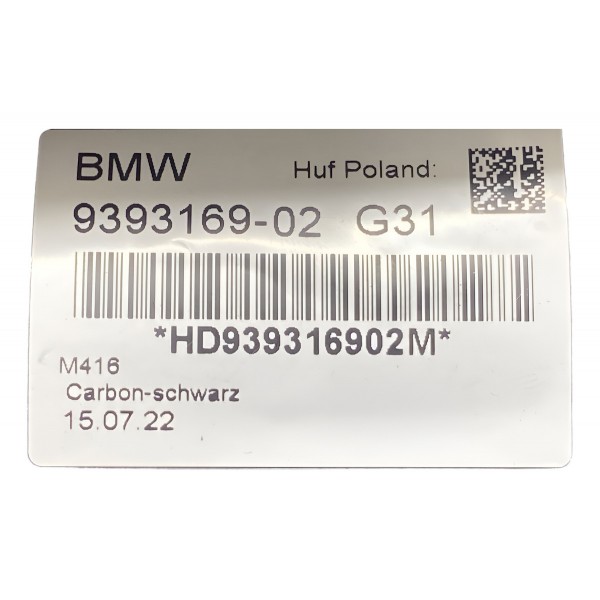 BMW Huf Poland:
9393169-02 G31
*HD939316902M*
M416
Carbon-schwarz
15.07.22